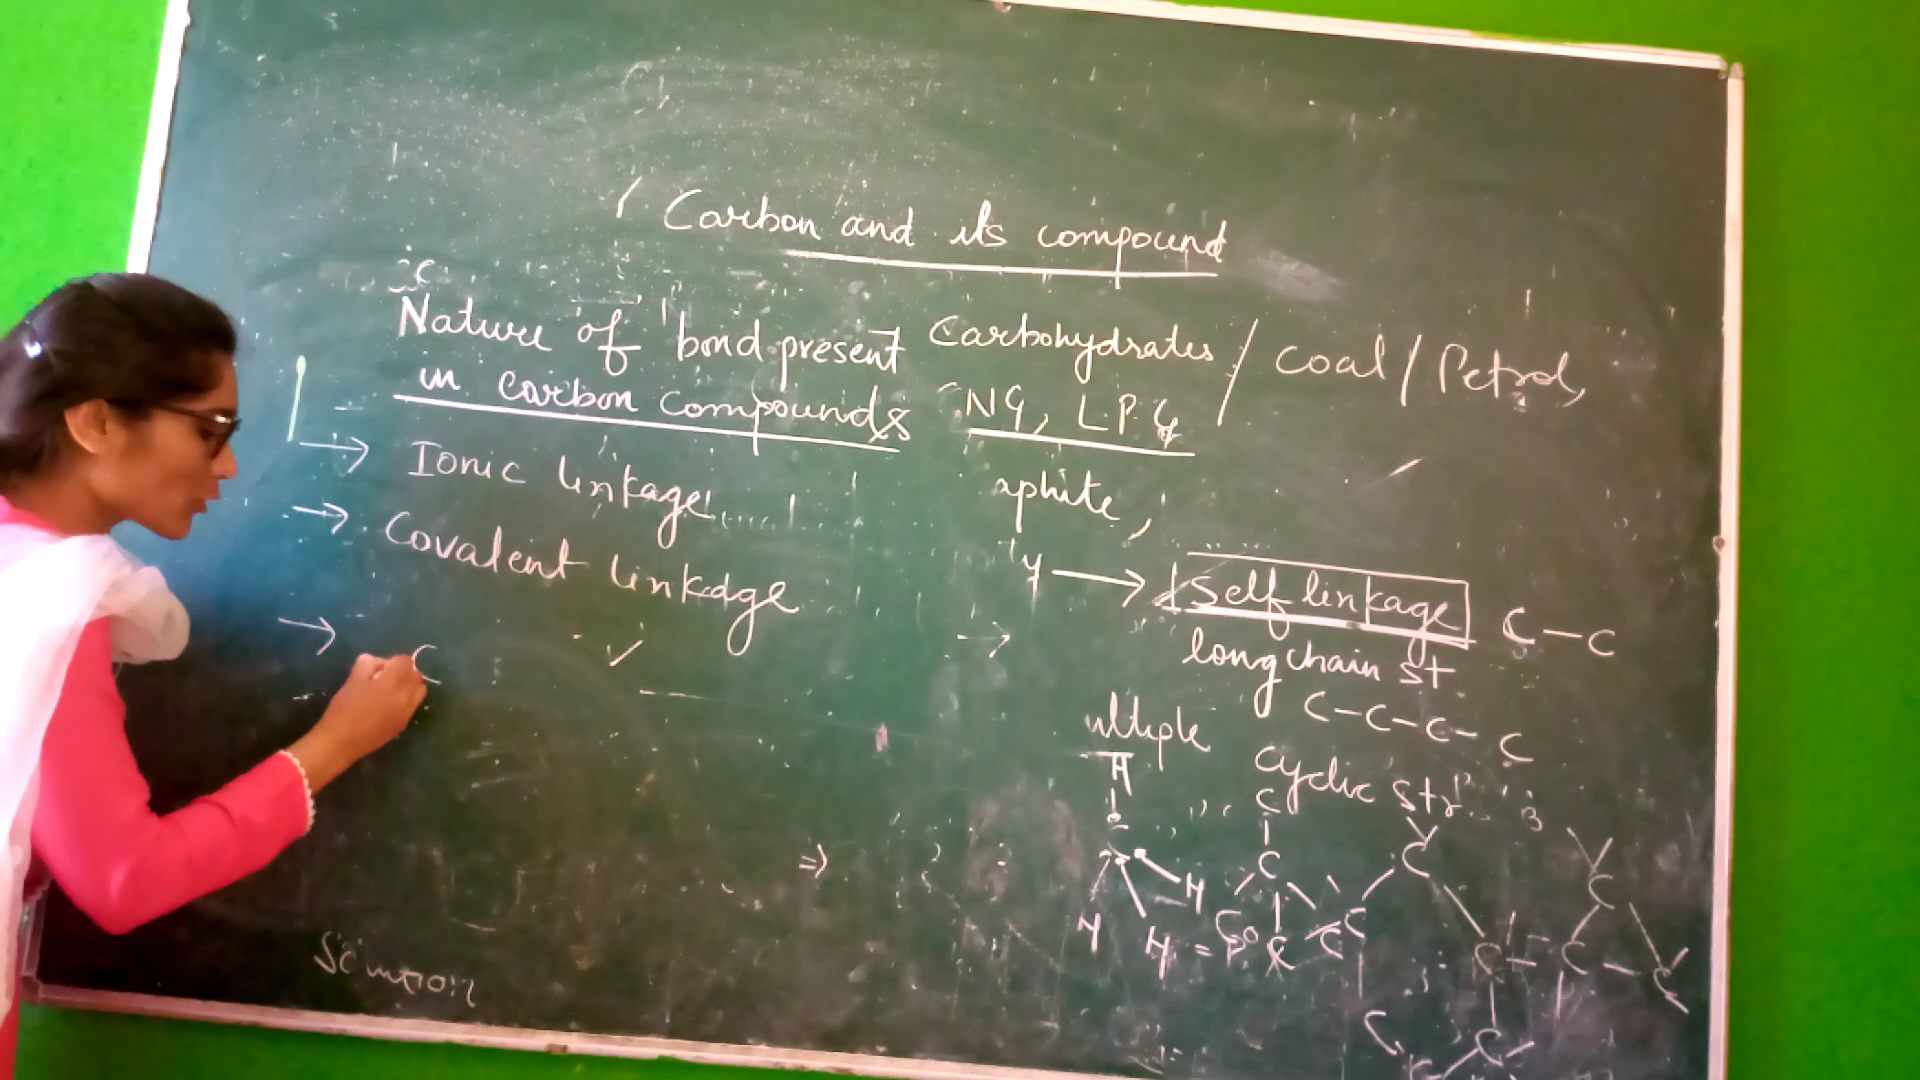 Carbon and its compound
Nature of bond present
in carbon compounds
Carbohydrates / coal / Petrol,
NG, L.P.G
→ Ionic linkage
→ Covalent linkage
→ C
aphite,
y → self linkage C-C
→ long chain st
C-C-C-C
ultiple
cyclic str
H
C
C
C
C
H
C
C
C
H
H
C
C
C
C
C
C